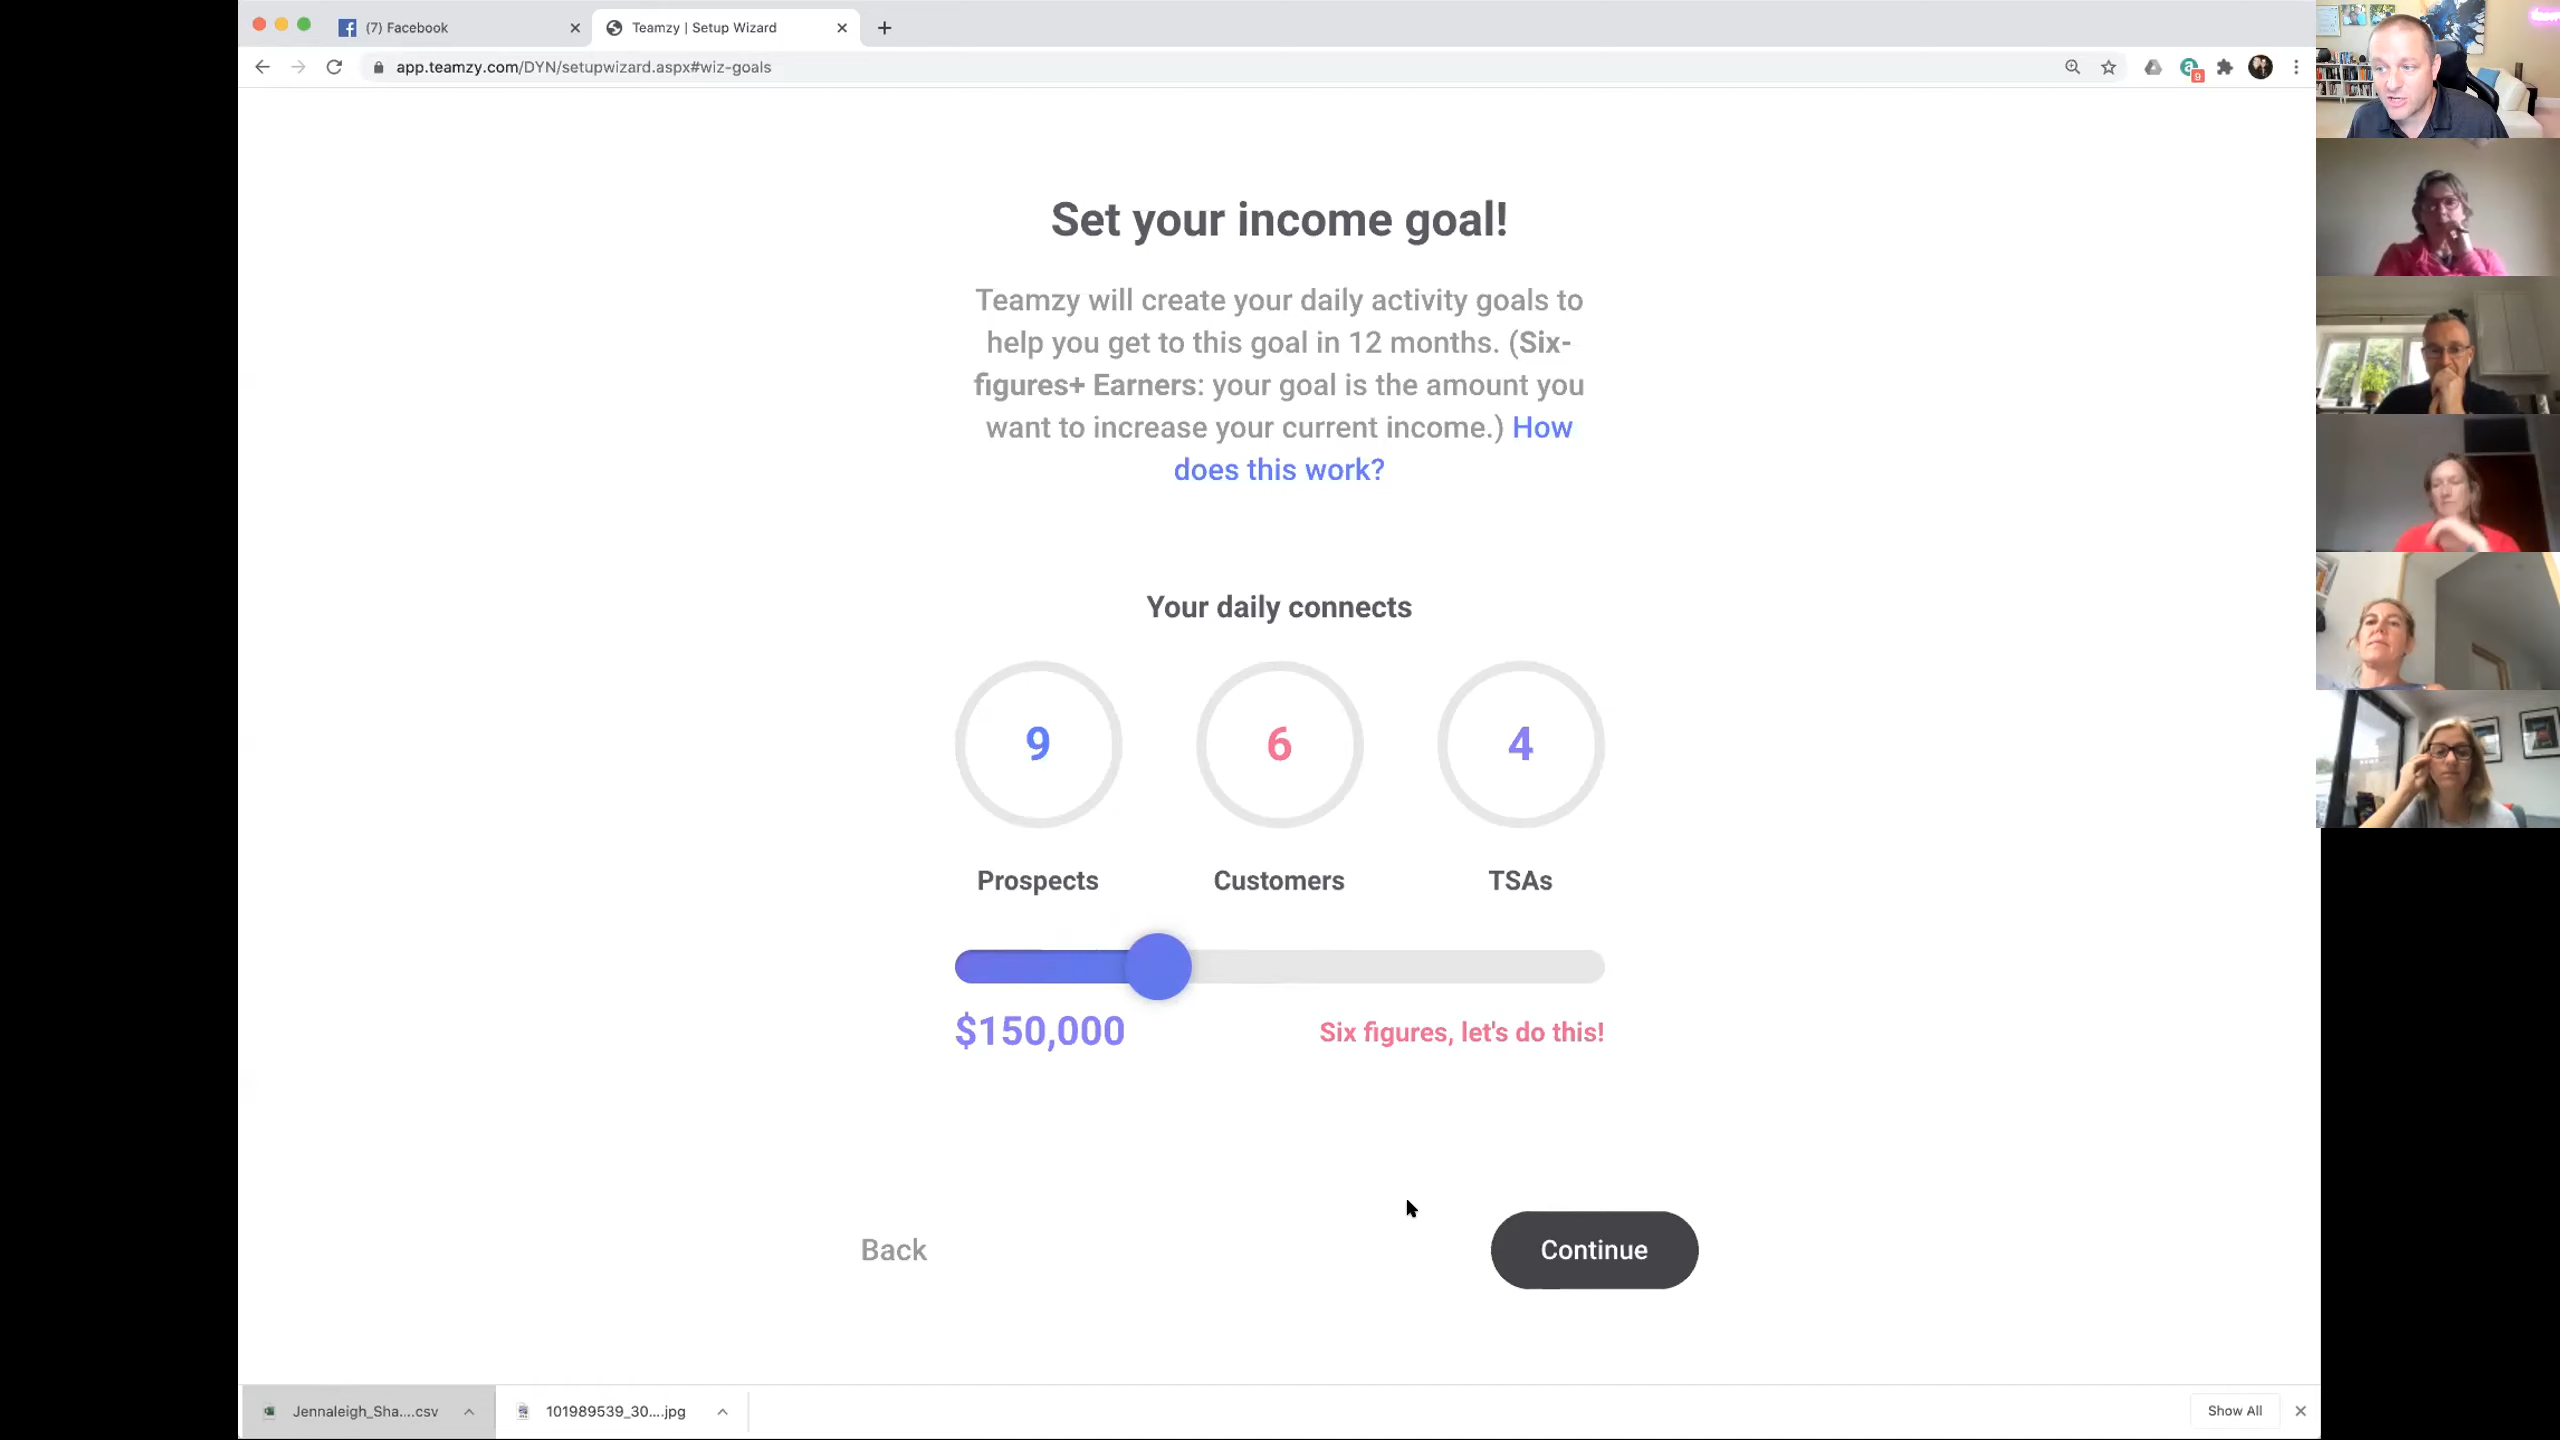 (7) Facebook
Teamzy | Setup Wizard
app.teamzy.com/DYN/setupwizard.aspx#wiz-goals
9
Set your income goal!
Teamzy will create your daily activity goals to
help you get to this goal in 12 months. (Six-
figures+ Earners: your goal is the amount you
want to increase your current income.) How
does this work?
Your daily connects
9 6 4
Prospects Customers TSAs
$150,000 Six figures, let's do this!
Back Continue
Jennaleigh_Sha....csv 101989539_30....jpg Show All